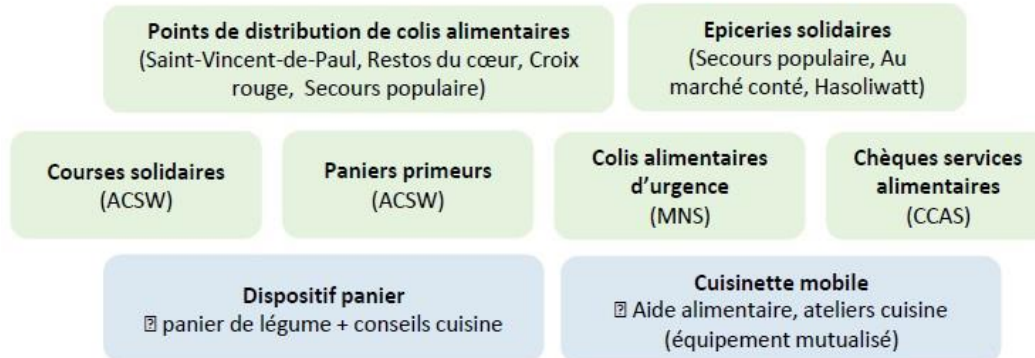 Points de distribution de colis alimentaires
(Saint-Vincent-de-Paul, Restos du cœur, Croix
rouge, Secours populaire)
Epiceries solidaires
(Secours populaire, Au
marché conté, Hasoliwatt)
Courses solidaires
(ACSW)
Paniers primeurs
(ACSW)
Colis alimentaires
d’urgence
(MNS)
Chèques services
alimentaires
(CCAS)
Dispositif panier
⍰ panier de légume + conseils cuisine
Cuisinette mobile
⍰ Aide alimentaire, ateliers cuisine
(équipement mutualisé)